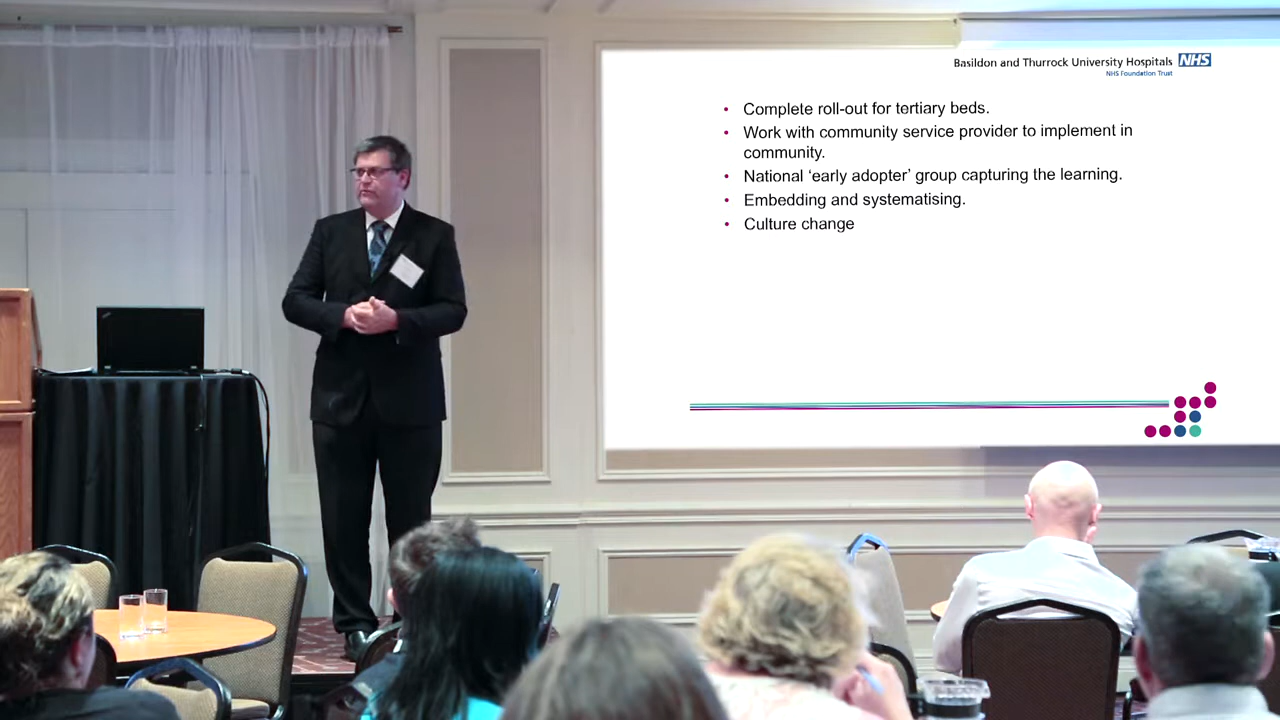 Basildon and Thurrock University Hospitals NHS
NHS Foundation Trust
• Complete roll-out for tertiary beds.
• Work with community service provider to implement in
community.
• National ‘early adopter’ group capturing the learning.
• Embedding and systematising.
• Culture change